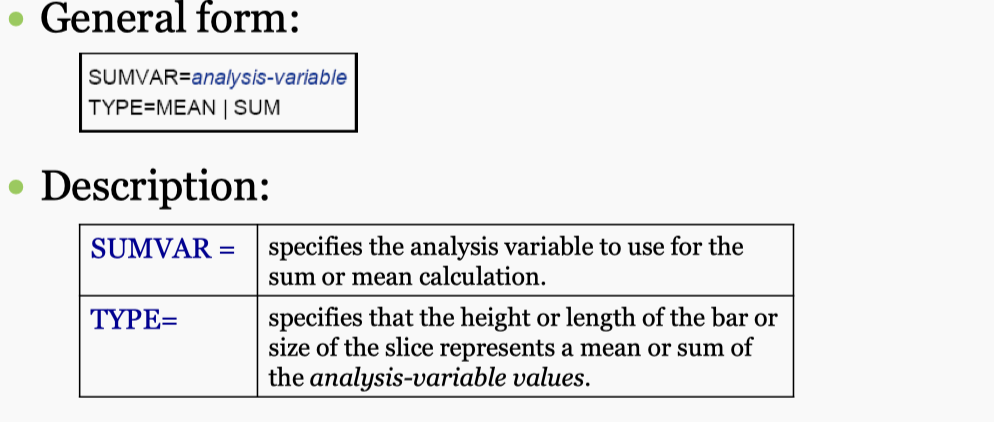 • General form:
SUMVAR=analysis-variable
TYPE=MEAN | SUM
• Description:
SUMVAR =
specifies the analysis variable to use for the
sum or mean calculation.
TYPE=
specifies that the height or length of the bar or
size of the slice represents a mean or sum of
the analysis-variable values.